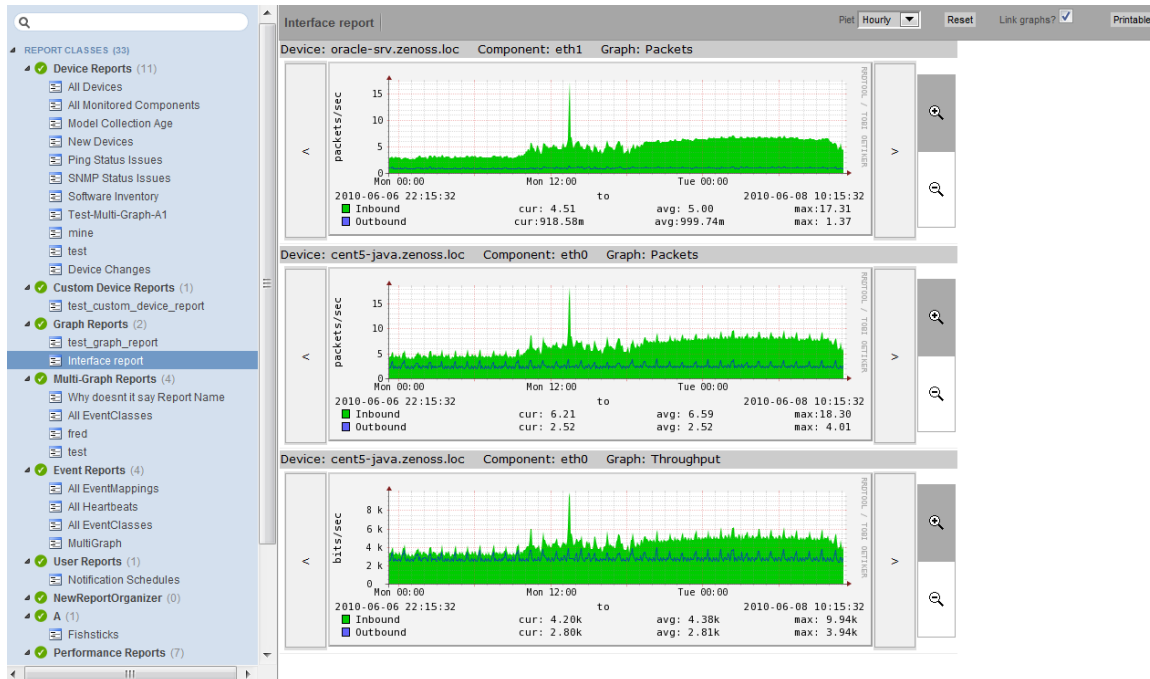 REPORT CLASSES (33)
Device Reports (11)
All Devices
All Monitored Components
Model Collection Age
New Devices
Ping Status Issues
SNMP Status Issues
Software Inventory
Test-Multi-Graph-A1
mine
test
Device Changes
Custom Device Reports (1)
test_custom_device_report
Graph Reports (2)
test_graph_report
Interface report
Multi-Graph Reports (4)
Why doesnt it say Report Name
All EventClasses
fred
test
Event Reports (4)
All EventMappings
All Heartbeats
All EventClasses
MultiGraph
User Reports (1)
Notification Schedules
NewReportOrganizer (0)
A (1)
Fishsticks
Performance Reports (7)
Interface report Plet Hourly Reset Link graphs? Printable
Device: oracle-srv.zenoss.loc Component: eth1 Graph: Packets
RRDTOOL / TOBI OETIKER
packets/sec
15
10
5
0
Mon 00:00 Mon 12:00 Tue 00:00
2010-06-06 22:15:32 to 2010-06-08 10:15:32
Inbound cur: 4.51 avg: 5.00 max:17.31
Outbound cur:918.58m avg:999.74m max: 1.37
< >
Device: cent5-java.zenoss.loc Component: eth0 Graph: Packets
RRDTOOL / TOBI OETIKER
packets/sec
15
10
5
0
Mon 00:00 Mon 12:00 Tue 00:00
2010-06-06 22:15:32 to 2010-06-08 10:15:32
Inbound cur: 6.21 avg: 6.59 max:18.30
Outbound cur: 2.52 avg: 2.52 max: 4.01
< >
Device: cent5-java.zenoss.loc Component: eth0 Graph: Throughput
RRDTOOL / TOBI OETIKER
bits/sec
8 k
6 k
4 k
2 k
0
Mon 00:00 Mon 12:00 Tue 00:00
2010-06-06 22:15:32 to 2010-06-08 10:15:32
Inbound cur: 4.20k avg: 4.38k max: 9.94k
Outbound cur: 2.80k avg: 2.81k max: 3.94k
< >